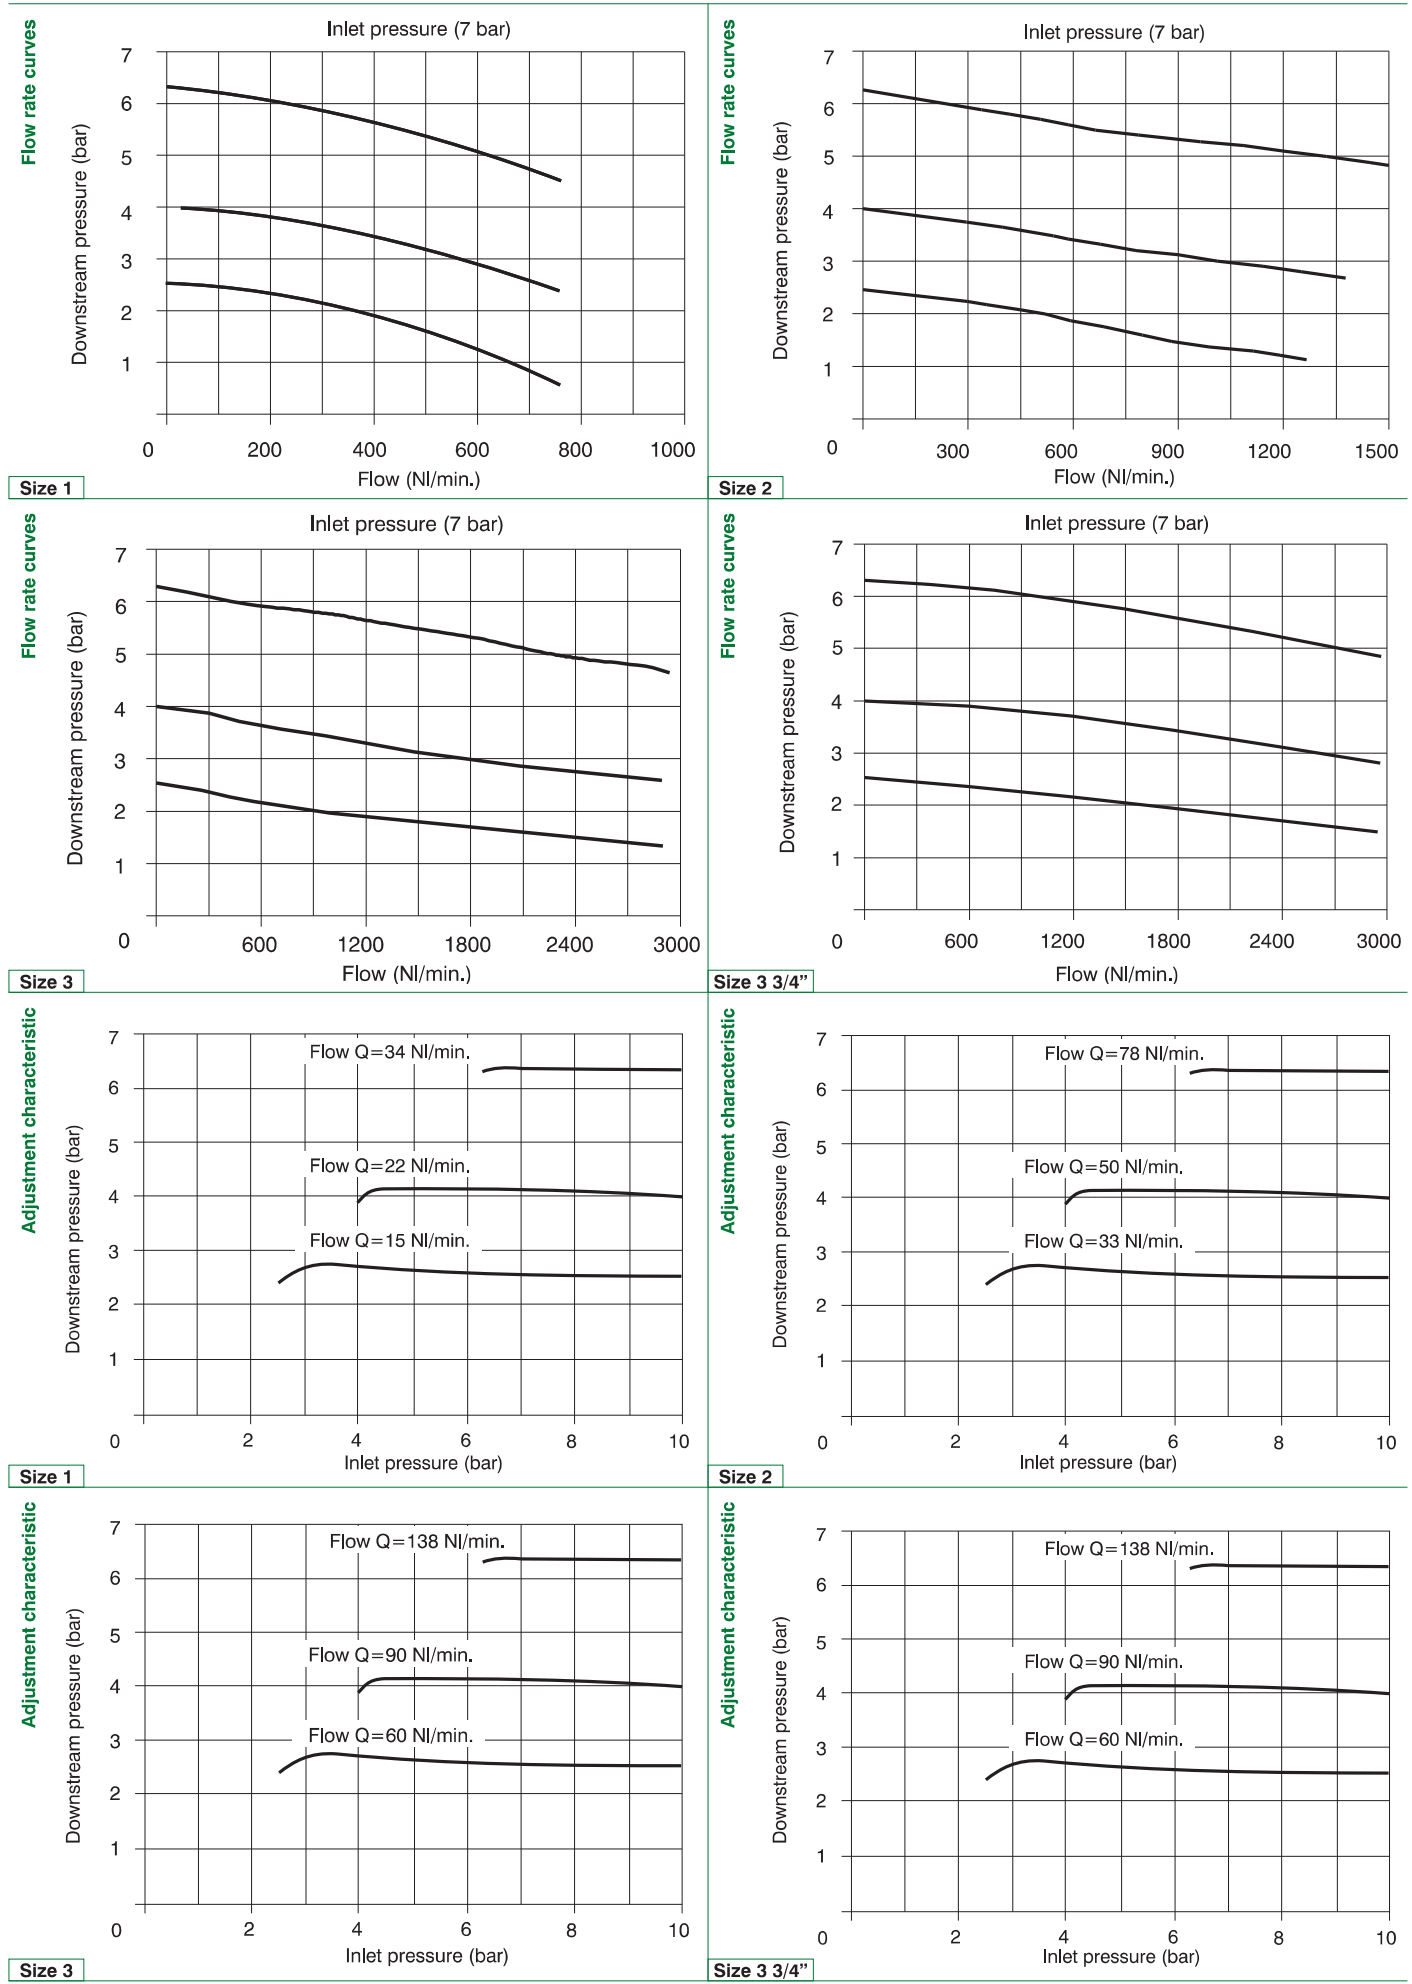 Flow rate curves
Inlet pressure (7 bar)
Downstream pressure (bar)
7
6
5
4
3
2
1
0 200 400 600 800 1000
Flow (Nl/min.)
Size 1
Flow rate curves
Inlet pressure (7 bar)
Downstream pressure (bar)
7
6
5
4
3
2
1
0 300 600 900 1200 1500
Flow (Nl/min.)
Size 2
Flow rate curves
Inlet pressure (7 bar)
Downstream pressure (bar)
7
6
5
4
3
2
1
0 600 1200 1800 2400 3000
Flow (Nl/min.)
Size 3
Flow rate curves
Inlet pressure (7 bar)
Downstream pressure (bar)
7
6
5
4
3
2
1
0 600 1200 1800 2400 3000
Flow (Nl/min.)
Size 3 3/4”
Adjustment characteristic
Downstream pressure (bar)
7
Flow Q=34 Nl/min.
6
5
Flow Q=22 Nl/min.
4
Flow Q=15 Nl/min.
3
2
1
0 2 4 6 8 10
Inlet pressure (bar)
Size 1
Adjustment characteristic
Downstream pressure (bar)
7
Flow Q=78 Nl/min.
6
5
Flow Q=50 Nl/min.
4
Flow Q=33 Nl/min.
3
2
1
0 2 4 6 8 10
Inlet pressure (bar)
Size 2
Adjustment characteristic
Downstream pressure (bar)
7
Flow Q=138 Nl/min.
6
5
Flow Q=90 Nl/min.
4
Flow Q=60 Nl/min.
3
2
1
0 2 4 6 8 10
Inlet pressure (bar)
Size 3
Adjustment characteristic
Downstream pressure (bar)
7
Flow Q=138 Nl/min.
6
5
Flow Q=90 Nl/min.
4
Flow Q=60 Nl/min.
3
2
1
0 2 4 6 8 10
Inlet pressure (bar)
Size 3 3/4”